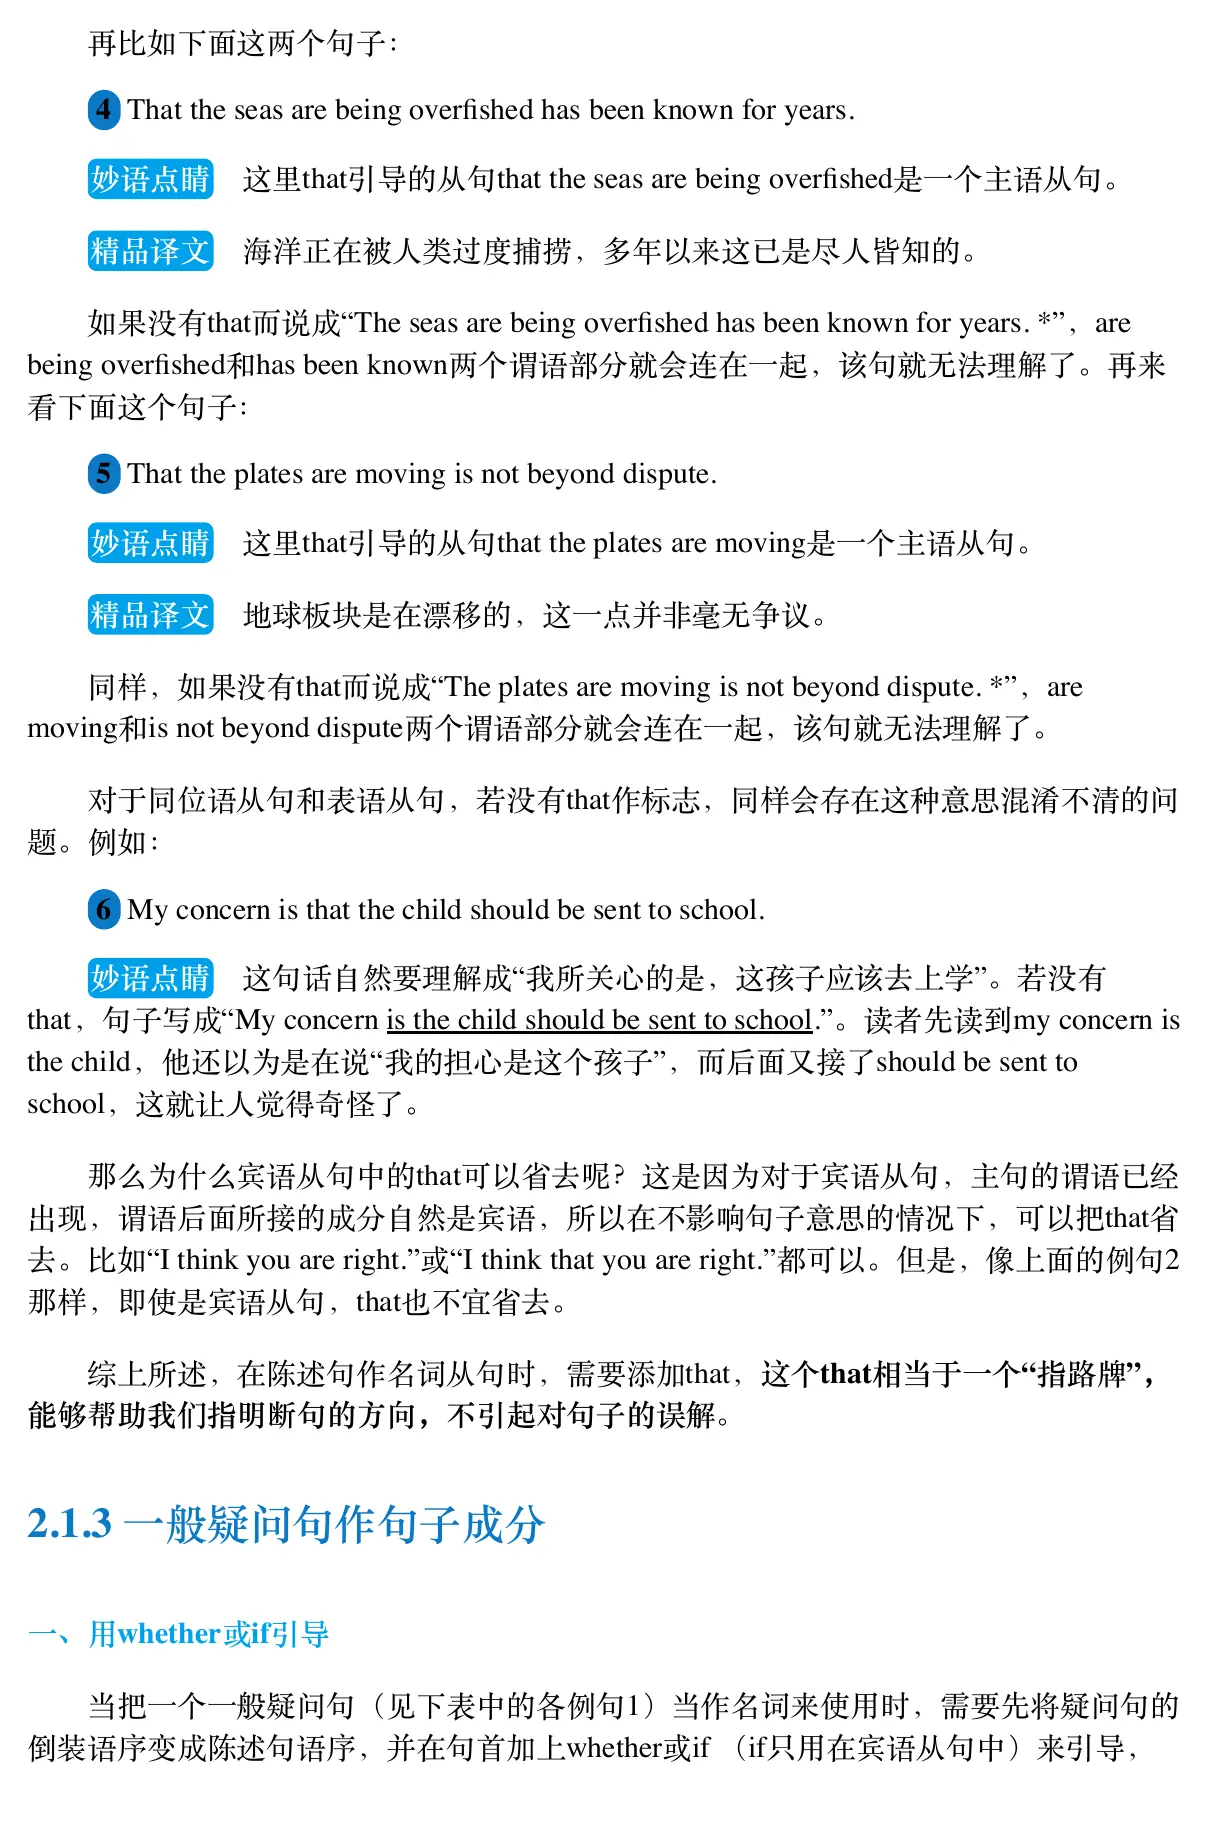 再比如下面这两个句子：
4 That the seas are being overfished has been known for years.
妙语点睛 这里that引导的从句that the seas are being overfished是一个主语从句。
精品译文 海洋正在被人类过度捕捞，多年以来这已是尽人皆知的。
如果没有that而说成“The seas are being overfished has been known for years. *”，are
being overfished和has been known两个谓语部分就会连在一起，该句就无法理解了。再来
看下面这个句子：
5 That the plates are moving is not beyond dispute.
妙语点睛 这里that引导的从句that the plates are moving是一个主语从句。
精品译文 地球板块是在漂移的，这一点并非毫无争议。
同样，如果没有that而说成“The plates are moving is not beyond dispute. *”，are
moving和is not beyond dispute两个谓语部分就会连在一起，该句就无法理解了。
对于同位语从句和表语从句，若没有that作标志，同样会存在这种意思混淆不清的问
题。例如：
6 My concern is that the child should be sent to school.
妙语点睛 这句话自然要理解成“我所关心的是，这孩子应该去上学”。若没有
that，句子写成“My concern is the child should be sent to school.”。读者先读到my concern is
the child，他还以为是在说“我的担心是这个孩子”，而后面又接了should be sent to
school，这就让人觉得奇怪了。
那么为什么宾语从句中的that可以省去呢？这是因为对于宾语从句，主句的谓语已经
出现，谓语后面所接的成分自然是宾语，所以在不影响句子意思的情况下，可以把that省
去。比如“I think you are right.”或“I think that you are right.”都可以。但是，像上面的例句2
那样，即使是宾语从句，that也不宜省去。
综上所述，在陈述句作名词从句时，需要添加that，这个that相当于一个“指路牌”，
能够帮助我们指明断句的方向，不引起对句子的误解。
2.1.3 一般疑问句作句子成分
一、用whether或if引导
当把一个一般疑问句（见下表中的各例句1）当作名词来使用时，需要先将疑问句的
倒装语序变成陈述句语序，并在句首加上whether或if （if只用在宾语从句中）来引导，